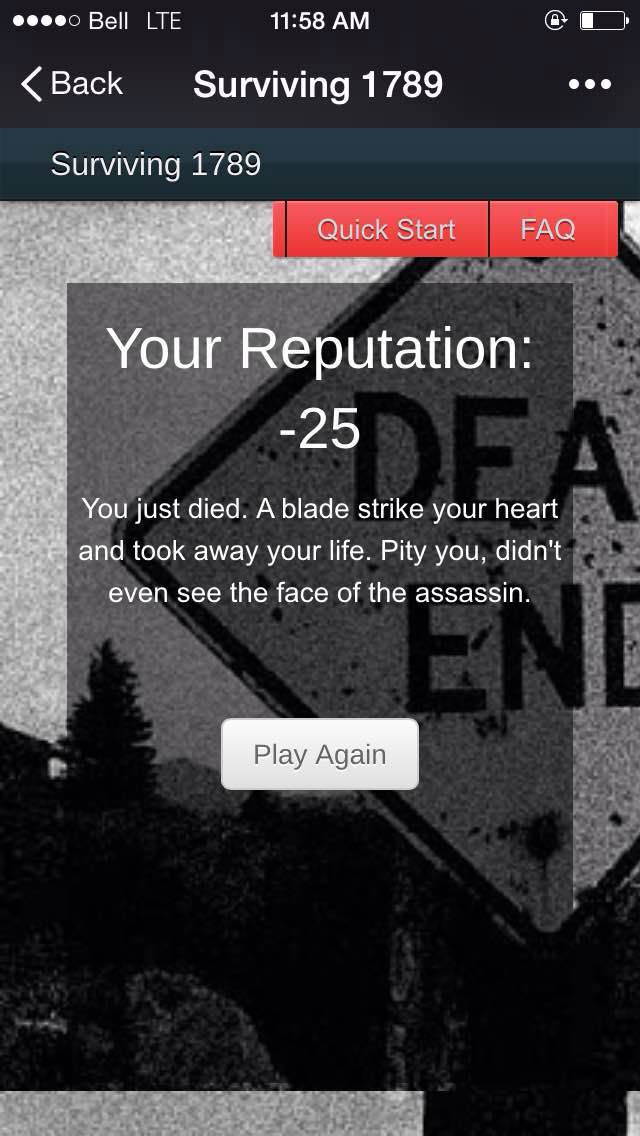 Bell LTE 11:58 AM
Back Surviving 1789
Surviving 1789
Quick Start FAQ
Your Reputation:
-25
You just died. A blade strike your heart
and took away your life. Pity you, didn't
even see the face of the assassin.
DEA
END
Play Again